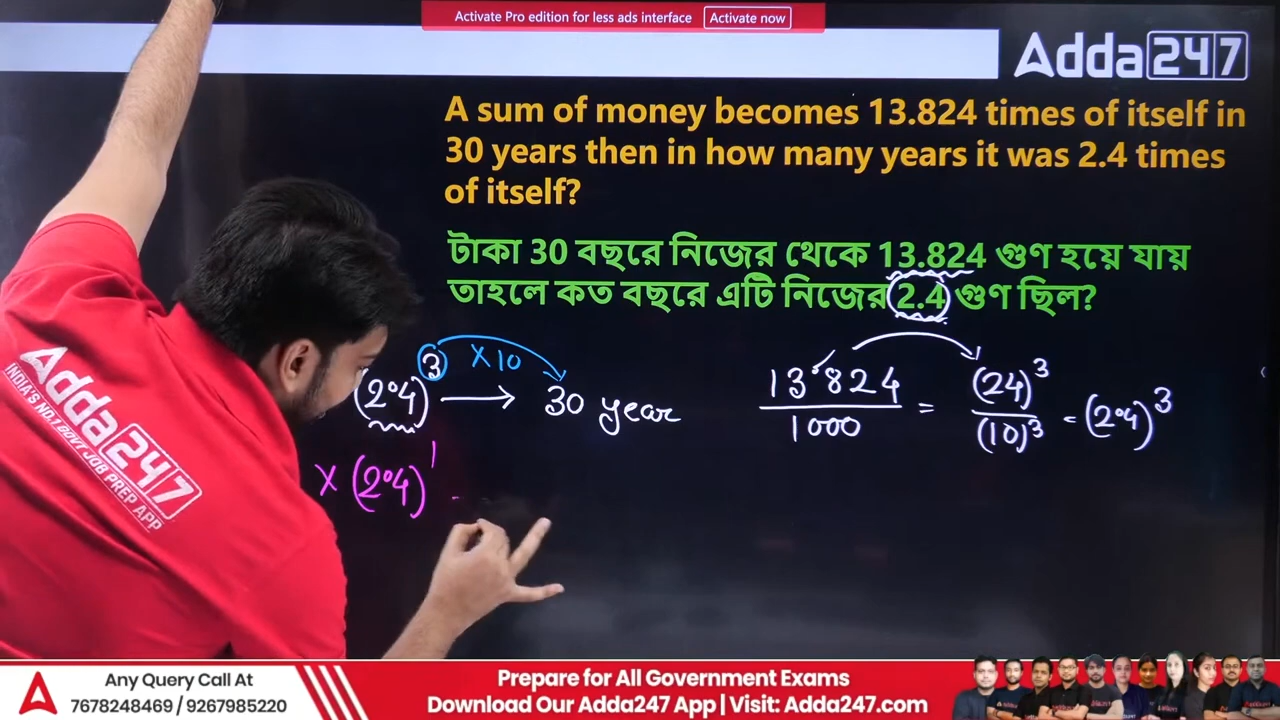 Activate Pro edition for less ads interface Activate now
Adda247
A sum of money becomes 13.824 times of itself in
30 years then in how many years it was 2.4 times
of itself?
টাকা 30 বছরে নিজের থেকে 13.824 গুণ হয়ে যায়
তাহলে কত বছরে এটি নিজের 2.4 গুণ ছিল?
(2.4)^3 → 30 year
×10
13.824/1000 = (24)^3/(10)^3 = (2.4)^3
× (2.4)^1
Adda247
INDIA'S NO.1 GOVT JOB PREP APP
Any Query Call At
7678248469 / 9267985220
Prepare for All Government Exams
Download Our Adda247 App | Visit: Adda247.com